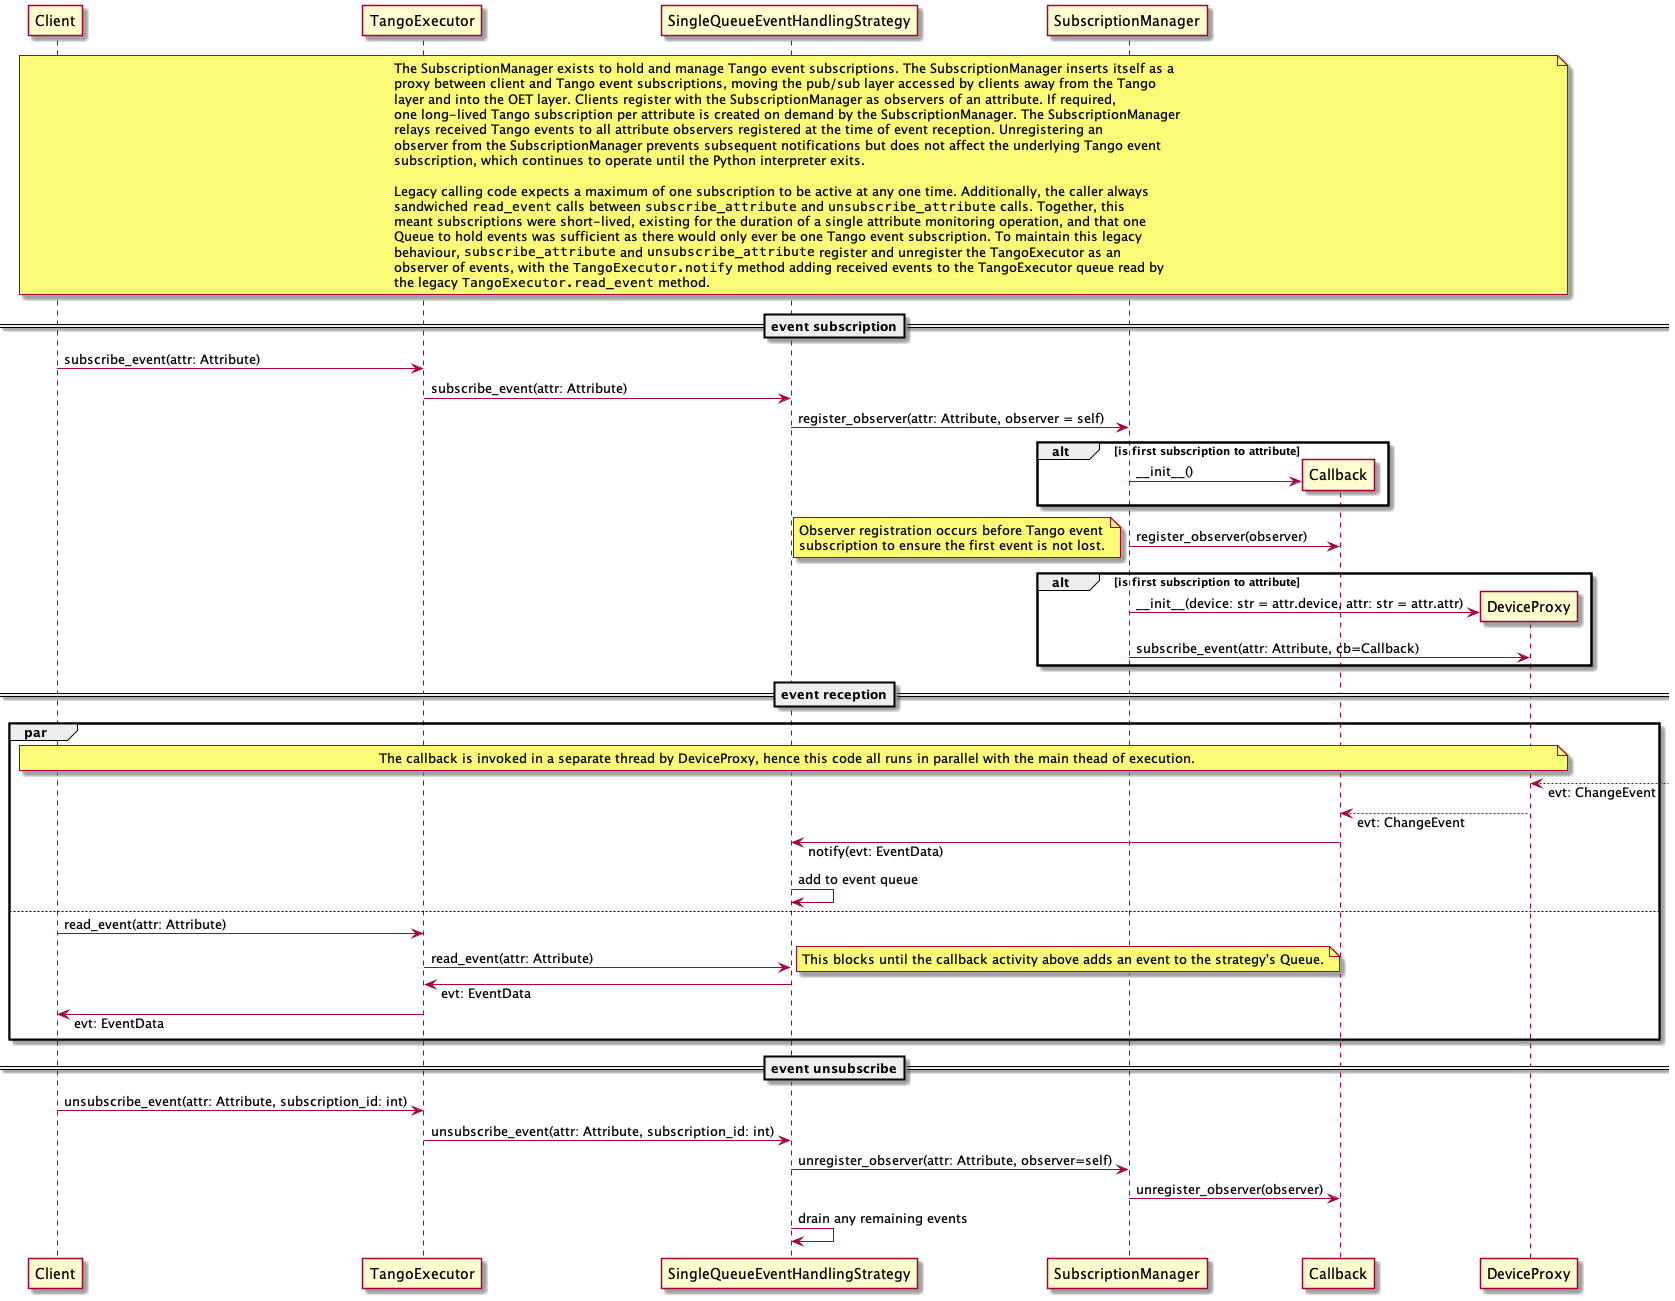 Client
TangoExecutor
SingleQueueEventHandlingStrategy
SubscriptionManager
The SubscriptionManager exists to hold and manage Tango event subscriptions. The SubscriptionManager inserts itself as a
proxy between client and Tango event subscriptions, moving the pub/sub layer accessed by clients away from the Tango
layer and into the OET layer. Clients register with the SubscriptionManager as observers of an attribute. If required,
one long-lived Tango subscription per attribute is created on demand by the SubscriptionManager. The SubscriptionManager
relays received Tango events to all attribute observers registered at the time of event reception. Unregistering an
observer from the SubscriptionManager prevents subsequent notifications but does not affect the underlying Tango event
subscription, which continues to operate until the Python interpreter exits.
Legacy calling code expects a maximum of one subscription to be active at any one time. Additionally, the caller always
sandwiched read_event calls between subscribe_attribute and unsubscribe_attribute calls. Together, this
meant subscriptions were short-lived, existing for the duration of a single attribute monitoring operation, and that one
Queue to hold events was sufficient as there would only ever be one Tango event subscription. To maintain this legacy
behaviour, subscribe_attribute and unsubscribe_attribute register and unregister the TangoExecutor as an
observer of events, with the TangoExecutor.notify method adding received events to the TangoExecutor queue read by
the legacy TangoExecutor.read_event method.
event subscription
subscribe_event(attr: Attribute)
subscribe_event(attr: Attribute)
register_observer(attr: Attribute, observer = self)
alt [is first subscription to attribute]
__init__()
Callback
Observer registration occurs before Tango event
subscription to ensure the first event is not lost.
register_observer(observer)
alt [is first subscription to attribute]
__init__(device: str = attr.device, attr: str = attr.attr)
DeviceProxy
subscribe_event(attr: Attribute, cb=Callback)
event reception
par
The callback is invoked in a separate thread by DeviceProxy, hence this code all runs in parallel with the main thead of execution.
evt: ChangeEvent
evt: ChangeEvent
notify(evt: EventData)
add to event queue
read_event(attr: Attribute)
read_event(attr: Attribute)
This blocks until the callback activity above adds an event to the strategy's Queue.
evt: EventData
evt: EventData
event unsubscribe
unsubscribe_event(attr: Attribute, subscription_id: int)
unsubscribe_event(attr: Attribute, subscription_id: int)
unregister_observer(attr: Attribute, observer=self)
unregister_observer(observer)
drain any remaining events
Client
TangoExecutor
SingleQueueEventHandlingStrategy
SubscriptionManager
Callback
DeviceProxy